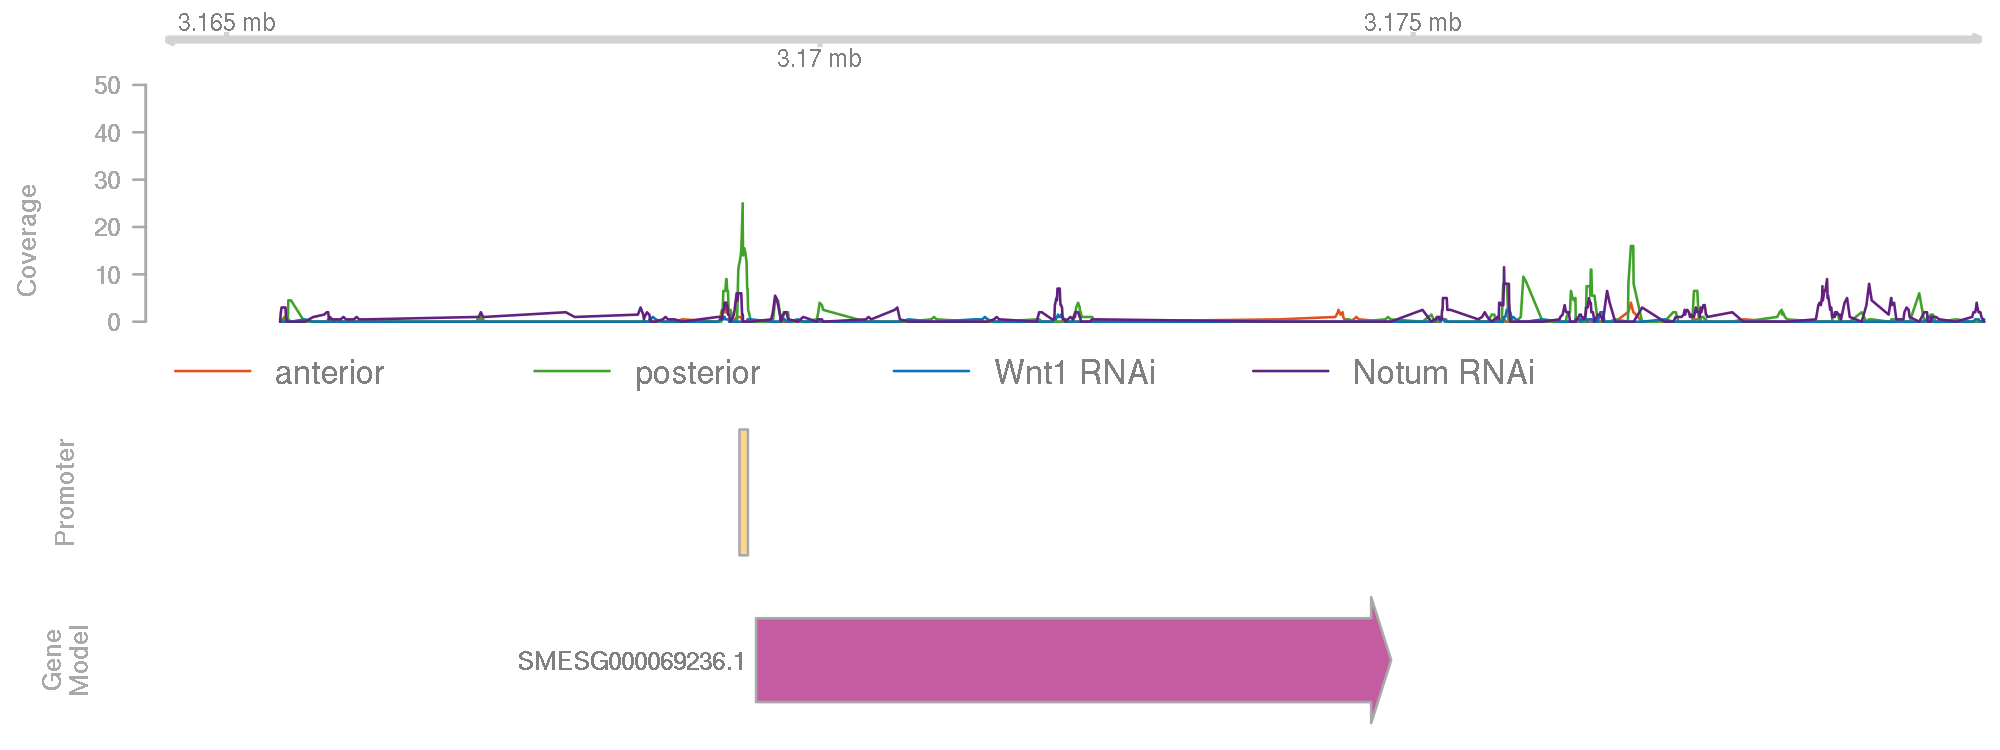 3.165 mb
3.175 mb
3.17 mb
50
40
30
20
10
0
Coverage
anterior
posterior
Wnt1 RNAi
Notum RNAi
Promoter
SMESG000069236.1
Gene
Model